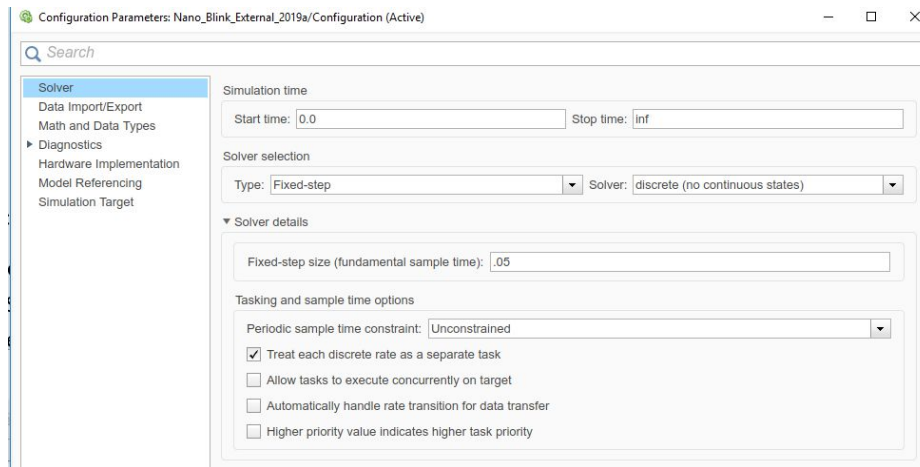 Configuration Parameters: Nano_Blink_External_2019a/Configuration (Active)
Search
Solver
Data Import/Export
Math and Data Types
Diagnostics
Hardware Implementation
Model Referencing
Simulation Target
Simulation time
Start time: 0.0 Stop time: inf
Solver selection
Type: Fixed-step Solver: discrete (no continuous states)
Solver details
Fixed-step size (fundamental sample time): .05
Tasking and sample time options
Periodic sample time constraint: Unconstrained
Treat each discrete rate as a separate task
Allow tasks to execute concurrently on target
Automatically handle rate transition for data transfer
Higher priority value indicates higher task priority